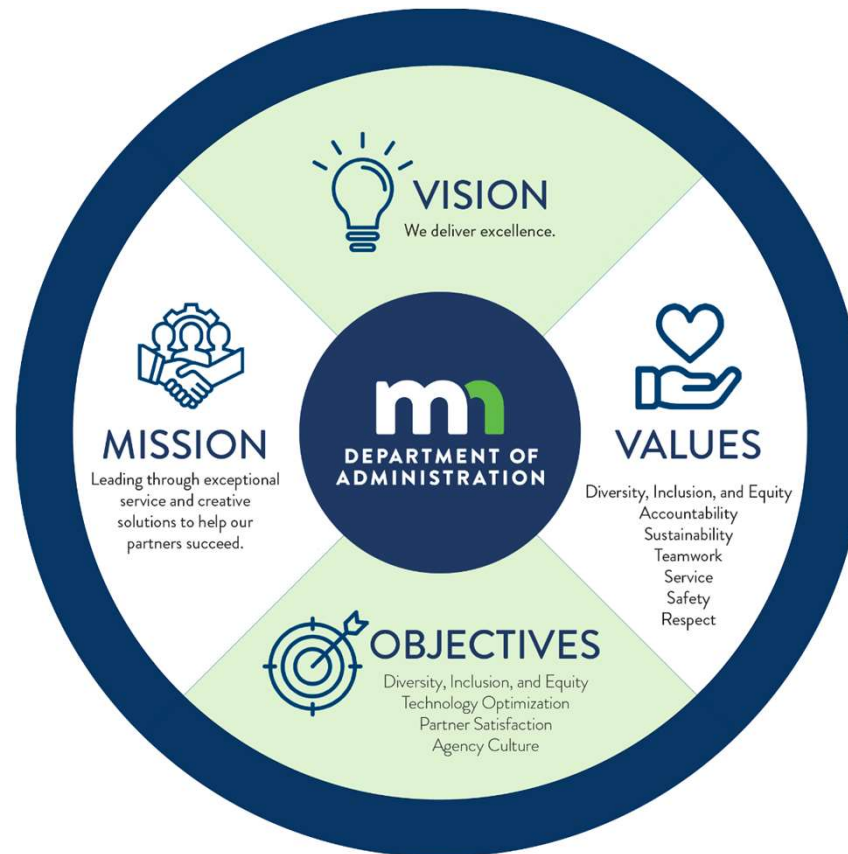 VISION
We deliver excellence.
MISSION
Leading through exceptional
service and creative
solutions to help our
partners succeed.
mn
DEPARTMENT OF
ADMINISTRATION
VALUES
Diversity, Inclusion, and Equity
Accountability
Sustainability
Teamwork
Service
Safety
Respect
OBJECTIVES
Diversity, Inclusion, and Equity
Technology Optimization
Partner Satisfaction
Agency Culture